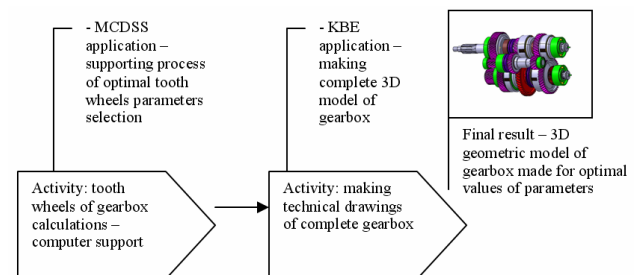 - MCDSS
application –
supporting process
of optimal tooth
wheels parameters
selection
- KBE
application –
making
complete 3D
model of
gearbox
Final result – 3D
geometric model of
gearbox made for optimal
values of parameters
Activity: tooth
wheels of gearbox
calculations –
computer support
Activity: making
technical drawings
of complete gearbox